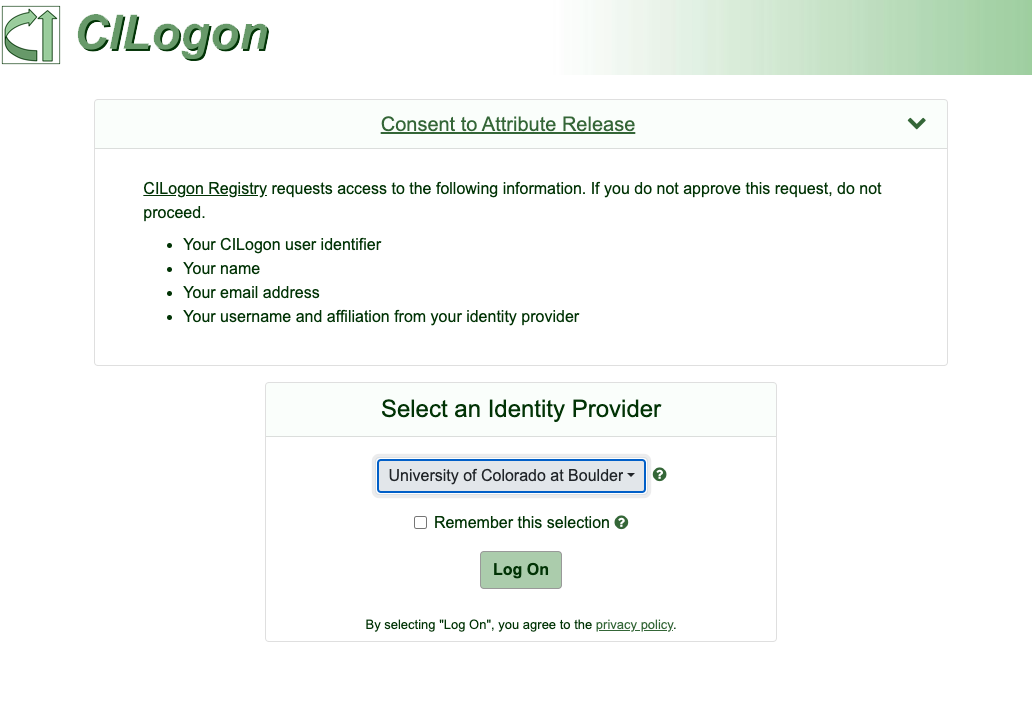 CILogon
Consent to Attribute Release
CILogon Registry requests access to the following information. If you do not approve this request, do not
proceed.
• Your CILogon user identifier
• Your name
• Your email address
• Your username and affiliation from your identity provider
Select an Identity Provider
University of Colorado at Boulder
Remember this selection
Log On
By selecting "Log On", you agree to the privacy policy.